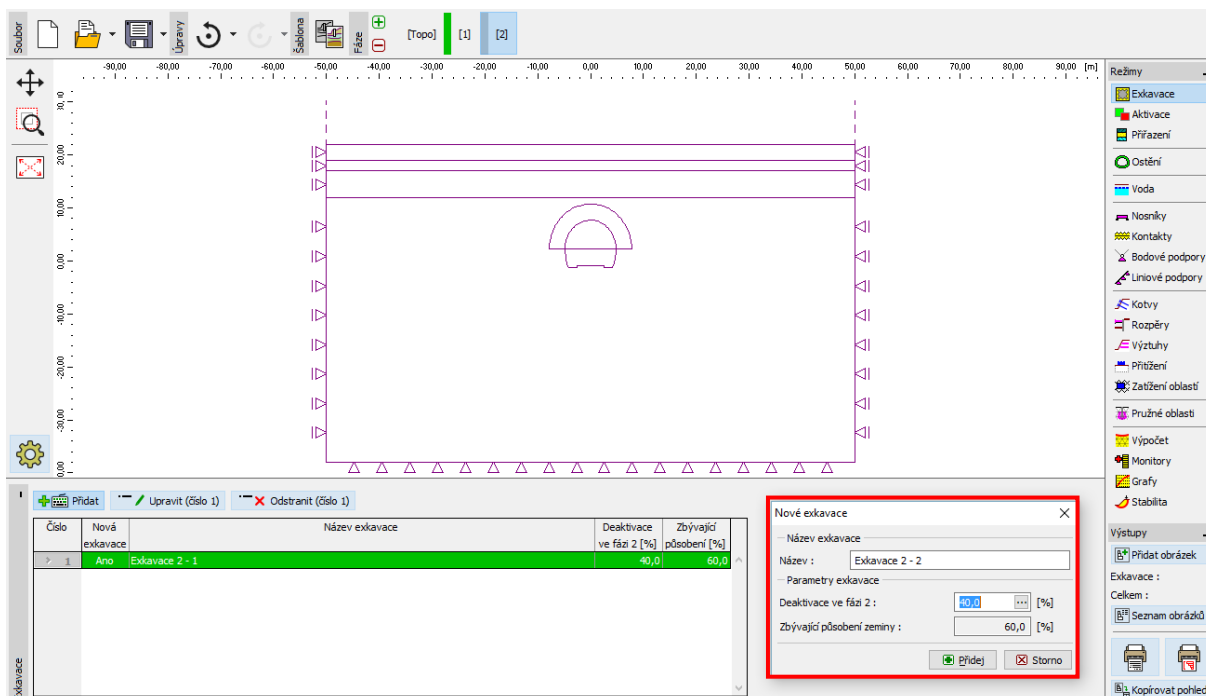 Soubor
Úpravy
Šablona
Fáze
[Topo] [1] [2]
-90,00 -80,00 -70,00 -60,00 -50,00 -40,00 -30,00 -20,00 -10,00 0,00 10,00 20,00 30,00 40,00 50,00 60,00 70,00 80,00 90,00 [m]
20,00
10,00
0,00
-10,00
-20,00
-30,00
Režimy
Exkavace
Aktivace
Přiřazení
Ostění
Voda
Nosníky
Kontakty
Bodové podpory
Liniové podpory
Kotvy
Rozpěry
Výztuhy
Přitížení
Zatížení oblastí
Pružné oblasti
Výpočet
Monitory
Grafy
Stabilita
Výstupy
Přidat obrázek
Exkavace :
Celkem :
Seznam obrázků
Kopírovat pohled
Přidat Upravit (číslo 1) Odstranit (číslo 1)
Číslo Nová exkavace Název exkavace Deaktivace ve fázi 2 [%] Zbývající působení [%]
1 Ano Exkavace 2 - 1 40,0 60,0
Nové exkavace
Název exkavace
Název : Exkavace 2 - 2
Parametry exkavace
Deaktivace ve fázi 2 : 40,0 ... [%]
Zbývající působení zeminy : 60,0 [%]
Přidej Storno